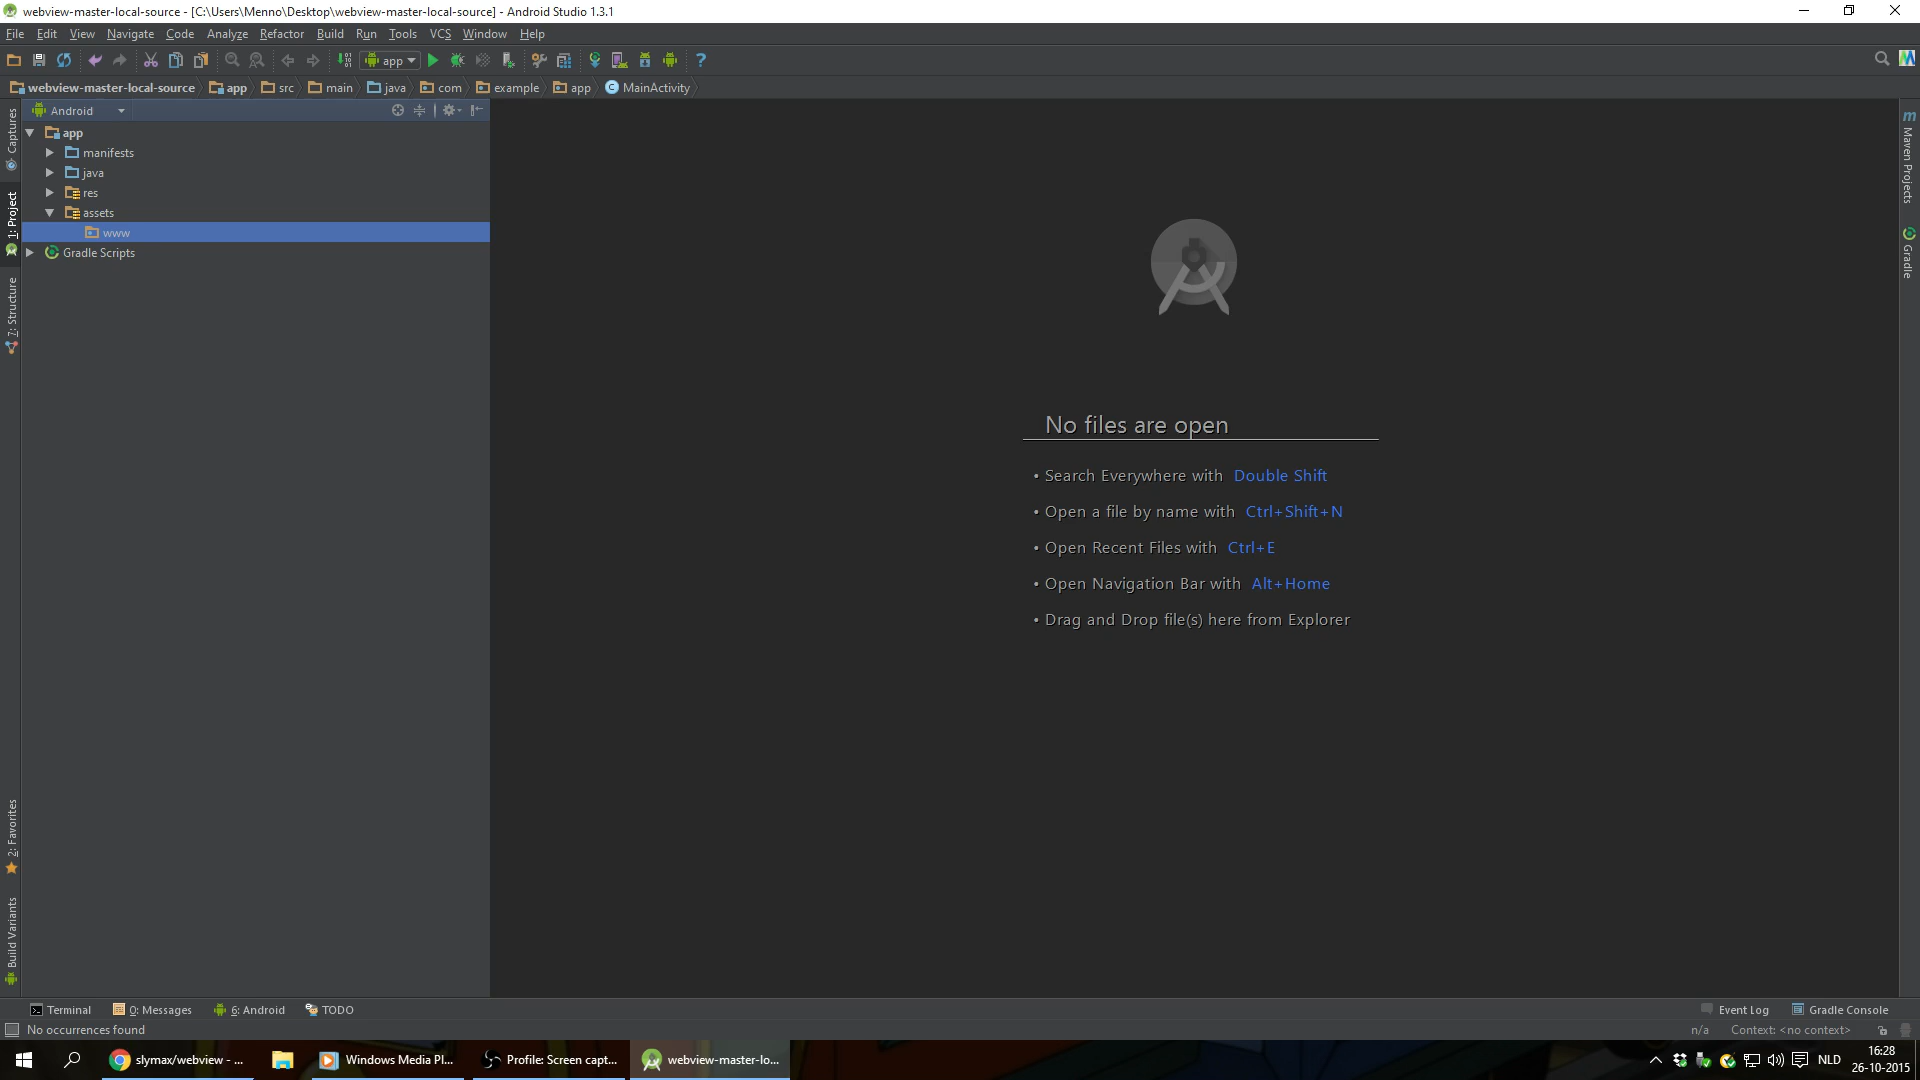 webview-master-local-source - [C:\Users\Menno\Desktop\webview-master-local-source] - Android Studio 1.3.1
File Edit View Navigate Code Analyze Refactor Build Run Tools VCS Window Help
app
webview-master-local-source app src main java com example app MainActivity
Android
app
manifests
java
res
assets
www
Gradle Scripts
Captures
1: Project
7: Structure
2: Favorites
Build Variants
No files are open
• Search Everywhere with Double Shift
• Open a file by name with Ctrl+Shift+N
• Open Recent Files with Ctrl+E
• Open Navigation Bar with Alt+Home
• Drag and Drop file(s) here from Explorer
Maven Projects
Gradle
Terminal 0: Messages 6: Android TODO Event Log Gradle Console
No occurrences found n/a Context: <no context>
slymax/webview - ... Windows Media Pl... Profile: Screen capt... webview-master-lo... NLD 16:28
26-10-2015